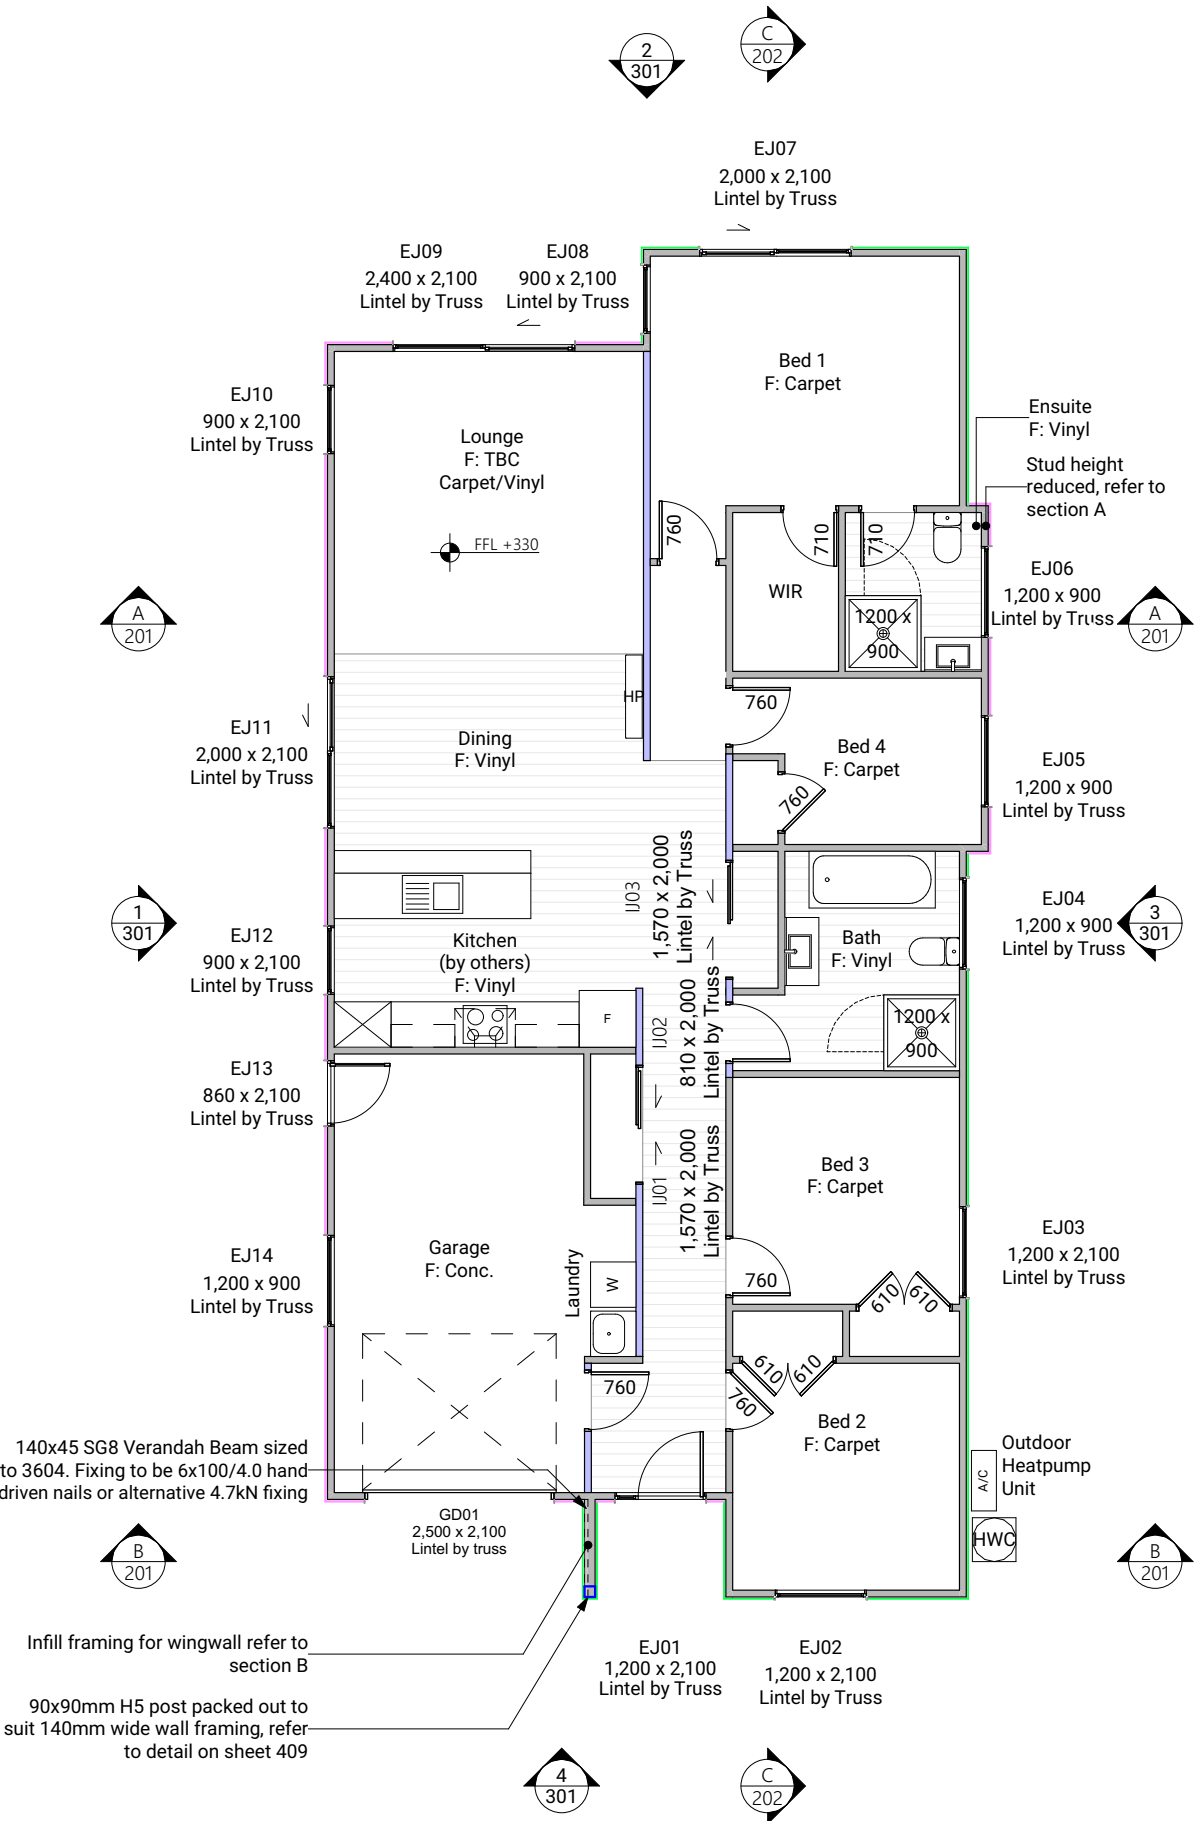 2
301
C
202
EJ07
2,000 x 2,100
Lintel by Truss
EJ09
2,400 x 2,100
Lintel by Truss
EJ08
900 x 2,100
Lintel by Truss
Bed 1
F: Carpet
EJ10
900 x 2,100
Lintel by Truss
Ensuite
F: Vinyl
Lounge
F: TBC
Carpet/Vinyl
Stud height
reduced, refer to
section A
760
710
710
FFL +330
EJ06
1,200 x 900
Lintel by Truss
WIR
A
201
A
201
1200 x
900
HP
760
EJ11
2,000 x 2,100
Lintel by Truss
Dining
F: Vinyl
Bed 4
F: Carpet
EJ05
1,200 x 900
Lintel by Truss
760
IJ03
1,570 x 2,000
Lintel by Truss
1
301
EJ04
1,200 x 900
Lintel by Truss
3
301
EJ12
900 x 2,100
Lintel by Truss
Kitchen
(by others)
F: Vinyl
Bath
F: Vinyl
F
IJ02
810 x 2,000
Lintel by Truss
1200 x
900
EJ13
860 x 2,100
Lintel by Truss
IJ01
1,570 x 2,000
Lintel by Truss
Bed 3
F: Carpet
EJ14
1,200 x 900
Lintel by Truss
Garage
F: Conc.
Laundry
W
760
EJ03
1,200 x 2,100
Lintel by Truss
610
610
610
610
760
760
Bed 2
F: Carpet
140x45 SG8 Verandah Beam sized
to 3604. Fixing to be 6x100/4.0 hand
driven nails or alternative 4.7kN fixing
A/C
Outdoor
Heatpump
Unit
GD01
2,500 x 2,100
Lintel by truss
HWC
B
201
B
201
Infill framing for wingwall refer to
section B
EJ01
1,200 x 2,100
Lintel by Truss
EJ02
1,200 x 2,100
Lintel by Truss
90x90mm H5 post packed out to
suit 140mm wide wall framing, refer
to detail on sheet 409
4
301
C
202